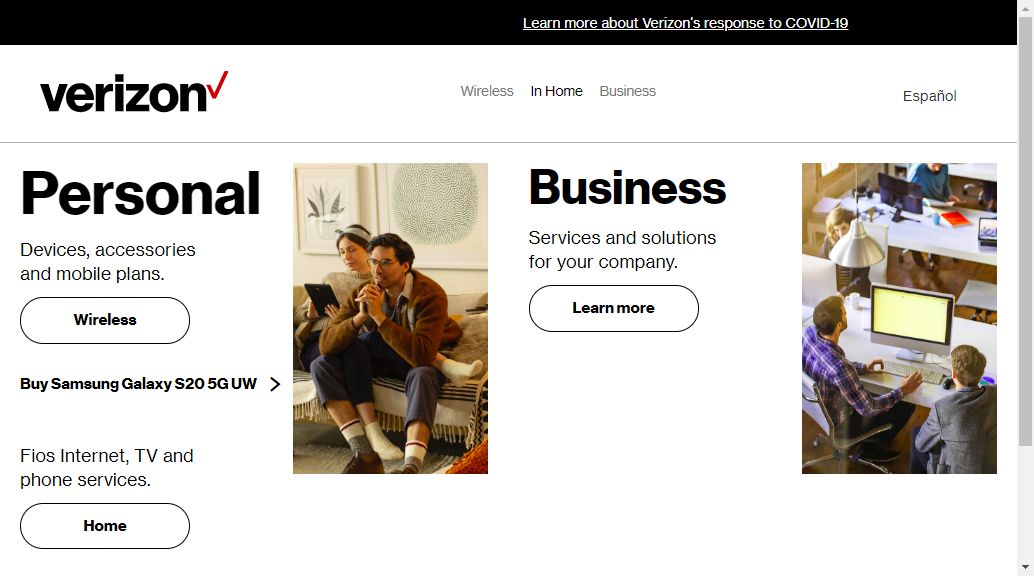 Learn more about Verizon's response to COVID-19
verizon
Wireless In Home Business
Español
Personal
Devices, accessories
and mobile plans.
Wireless
Buy Samsung Galaxy S20 5G UW
Fios Internet, TV and
phone services.
Home
Business
Services and solutions
for your company.
Learn more